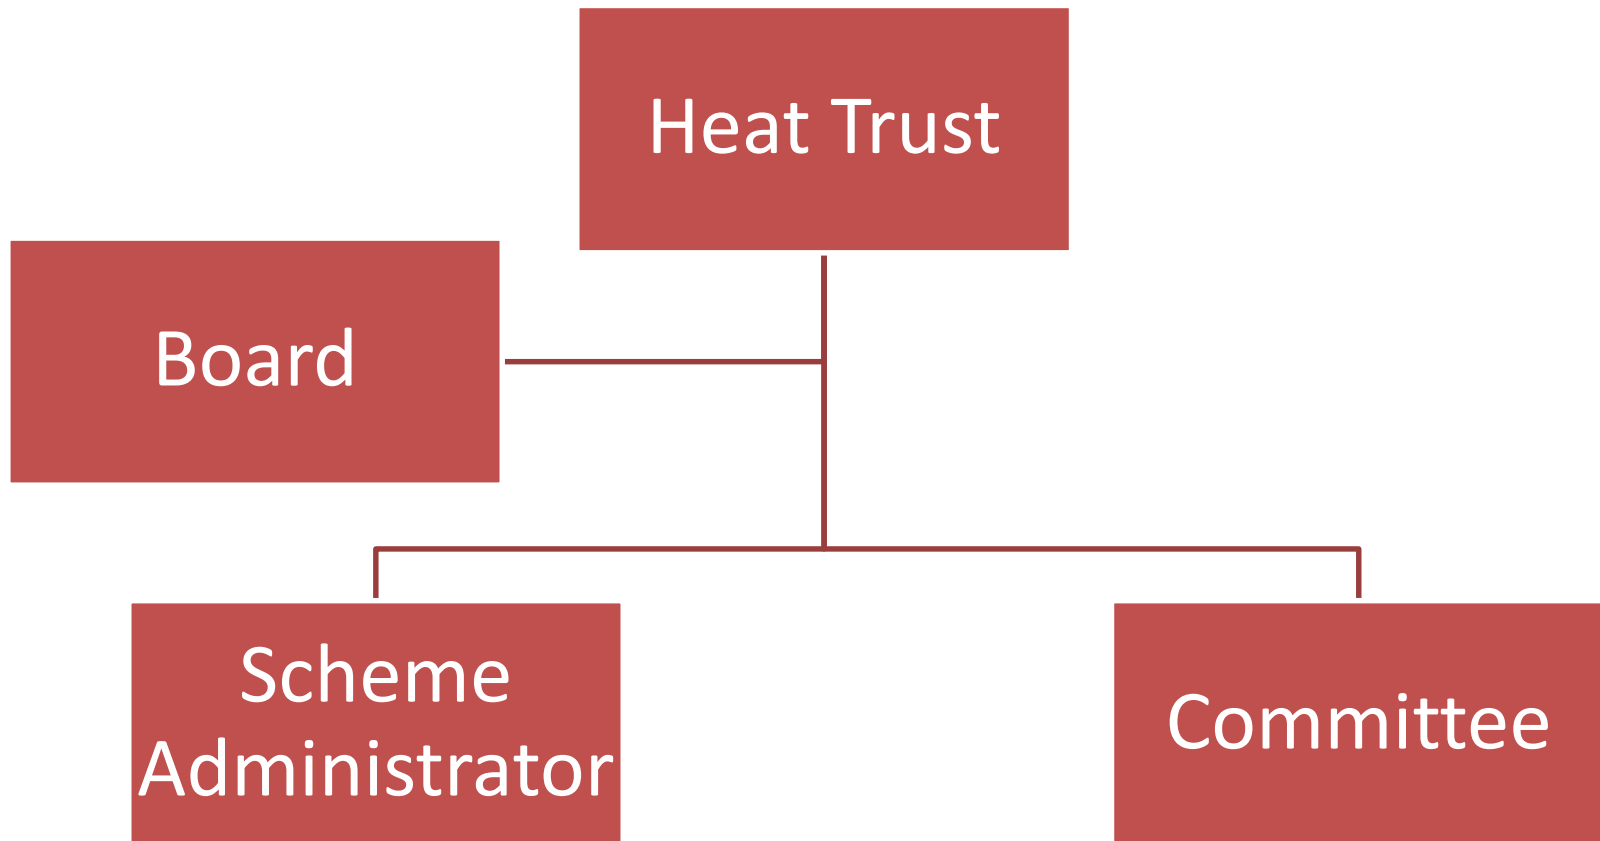 Heat Trust
Board
Scheme
Administrator
Committee